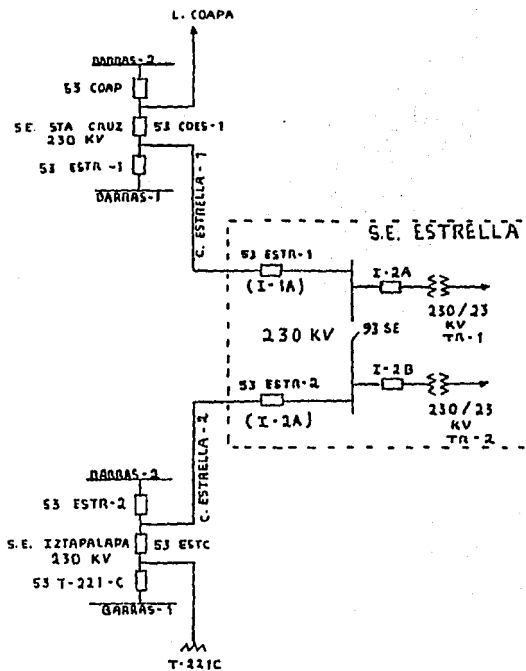 L. COAPA
BARRAS-2
53 COAP
S.E. STA CRUZ
230 KV
53 COES-1
53 ESTR-1
BARRAS-1
C. ESTRELLA-1
S.E. ESTRELLA
53 ESTR-1
(I-1A)
I-2A
230/23
KV
TR-1
230 KV
93 SE
53 ESTR-2
(I-2A)
I-2B
230/23
KV
TR-2
C. ESTRELLA-2
BARRAS-2
53 ESTR-2
S.E. IZTAPALAPA
230 KV
53 ESTC
53 T-221-C
BARRAS-1
T-221C